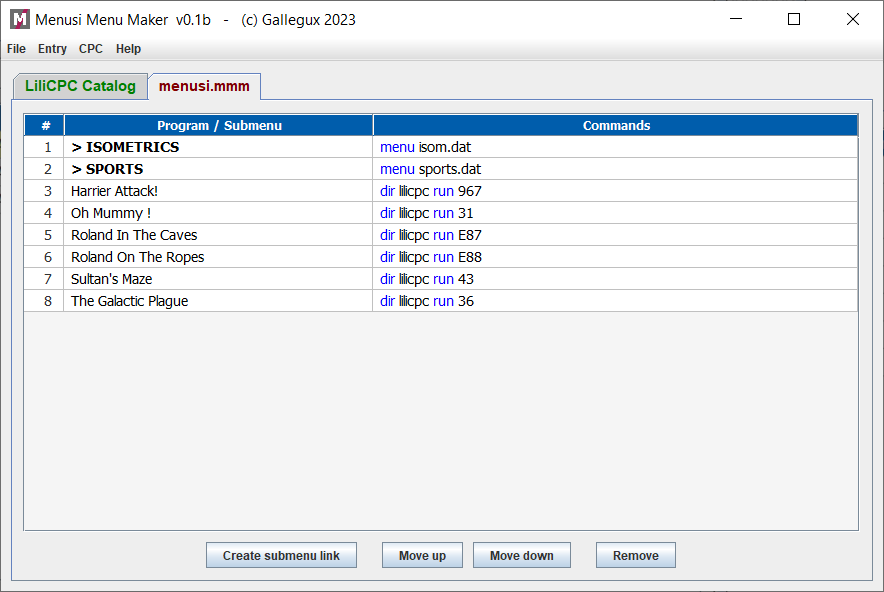 Menusi Menu Maker v0.1b - (c) Gallegux 2023
File Entry CPC Help
LiliCPC Catalog menusi.mmm
# Program / Submenu Commands
1 > ISOMETRICS menu isom.dat
2 > SPORTS menu sports.dat
3 Harrier Attack! dir lilicpc run 967
4 Oh Mummy ! dir lilicpc run 31
5 Roland In The Caves dir lilicpc run E87
6 Roland On The Ropes dir lilicpc run E88
7 Sultan's Maze dir lilicpc run 43
8 The Galactic Plague dir lilicpc run 36
Create submenu link Move up Move down Remove